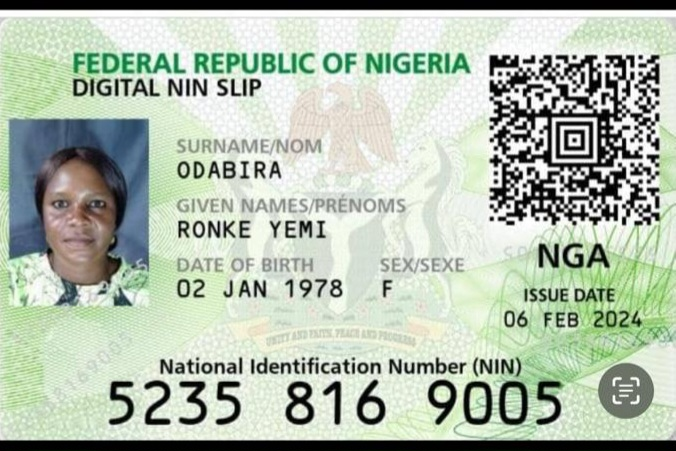 FEDERAL REPUBLIC OF NIGERIA
DIGITAL NIN SLIP
SURNAME/NOM
ODABIRA
GIVEN NAMES/PRÉNOMS
RONKE YEMI
DATE OF BIRTH SEX/SEXE
02 JAN 1978 F
NGA
ISSUE DATE
06 FEB 2024
UNITY AND FAITH, PEACE AND PROGRESS
National Identification Number (NIN)
5235 816 9005